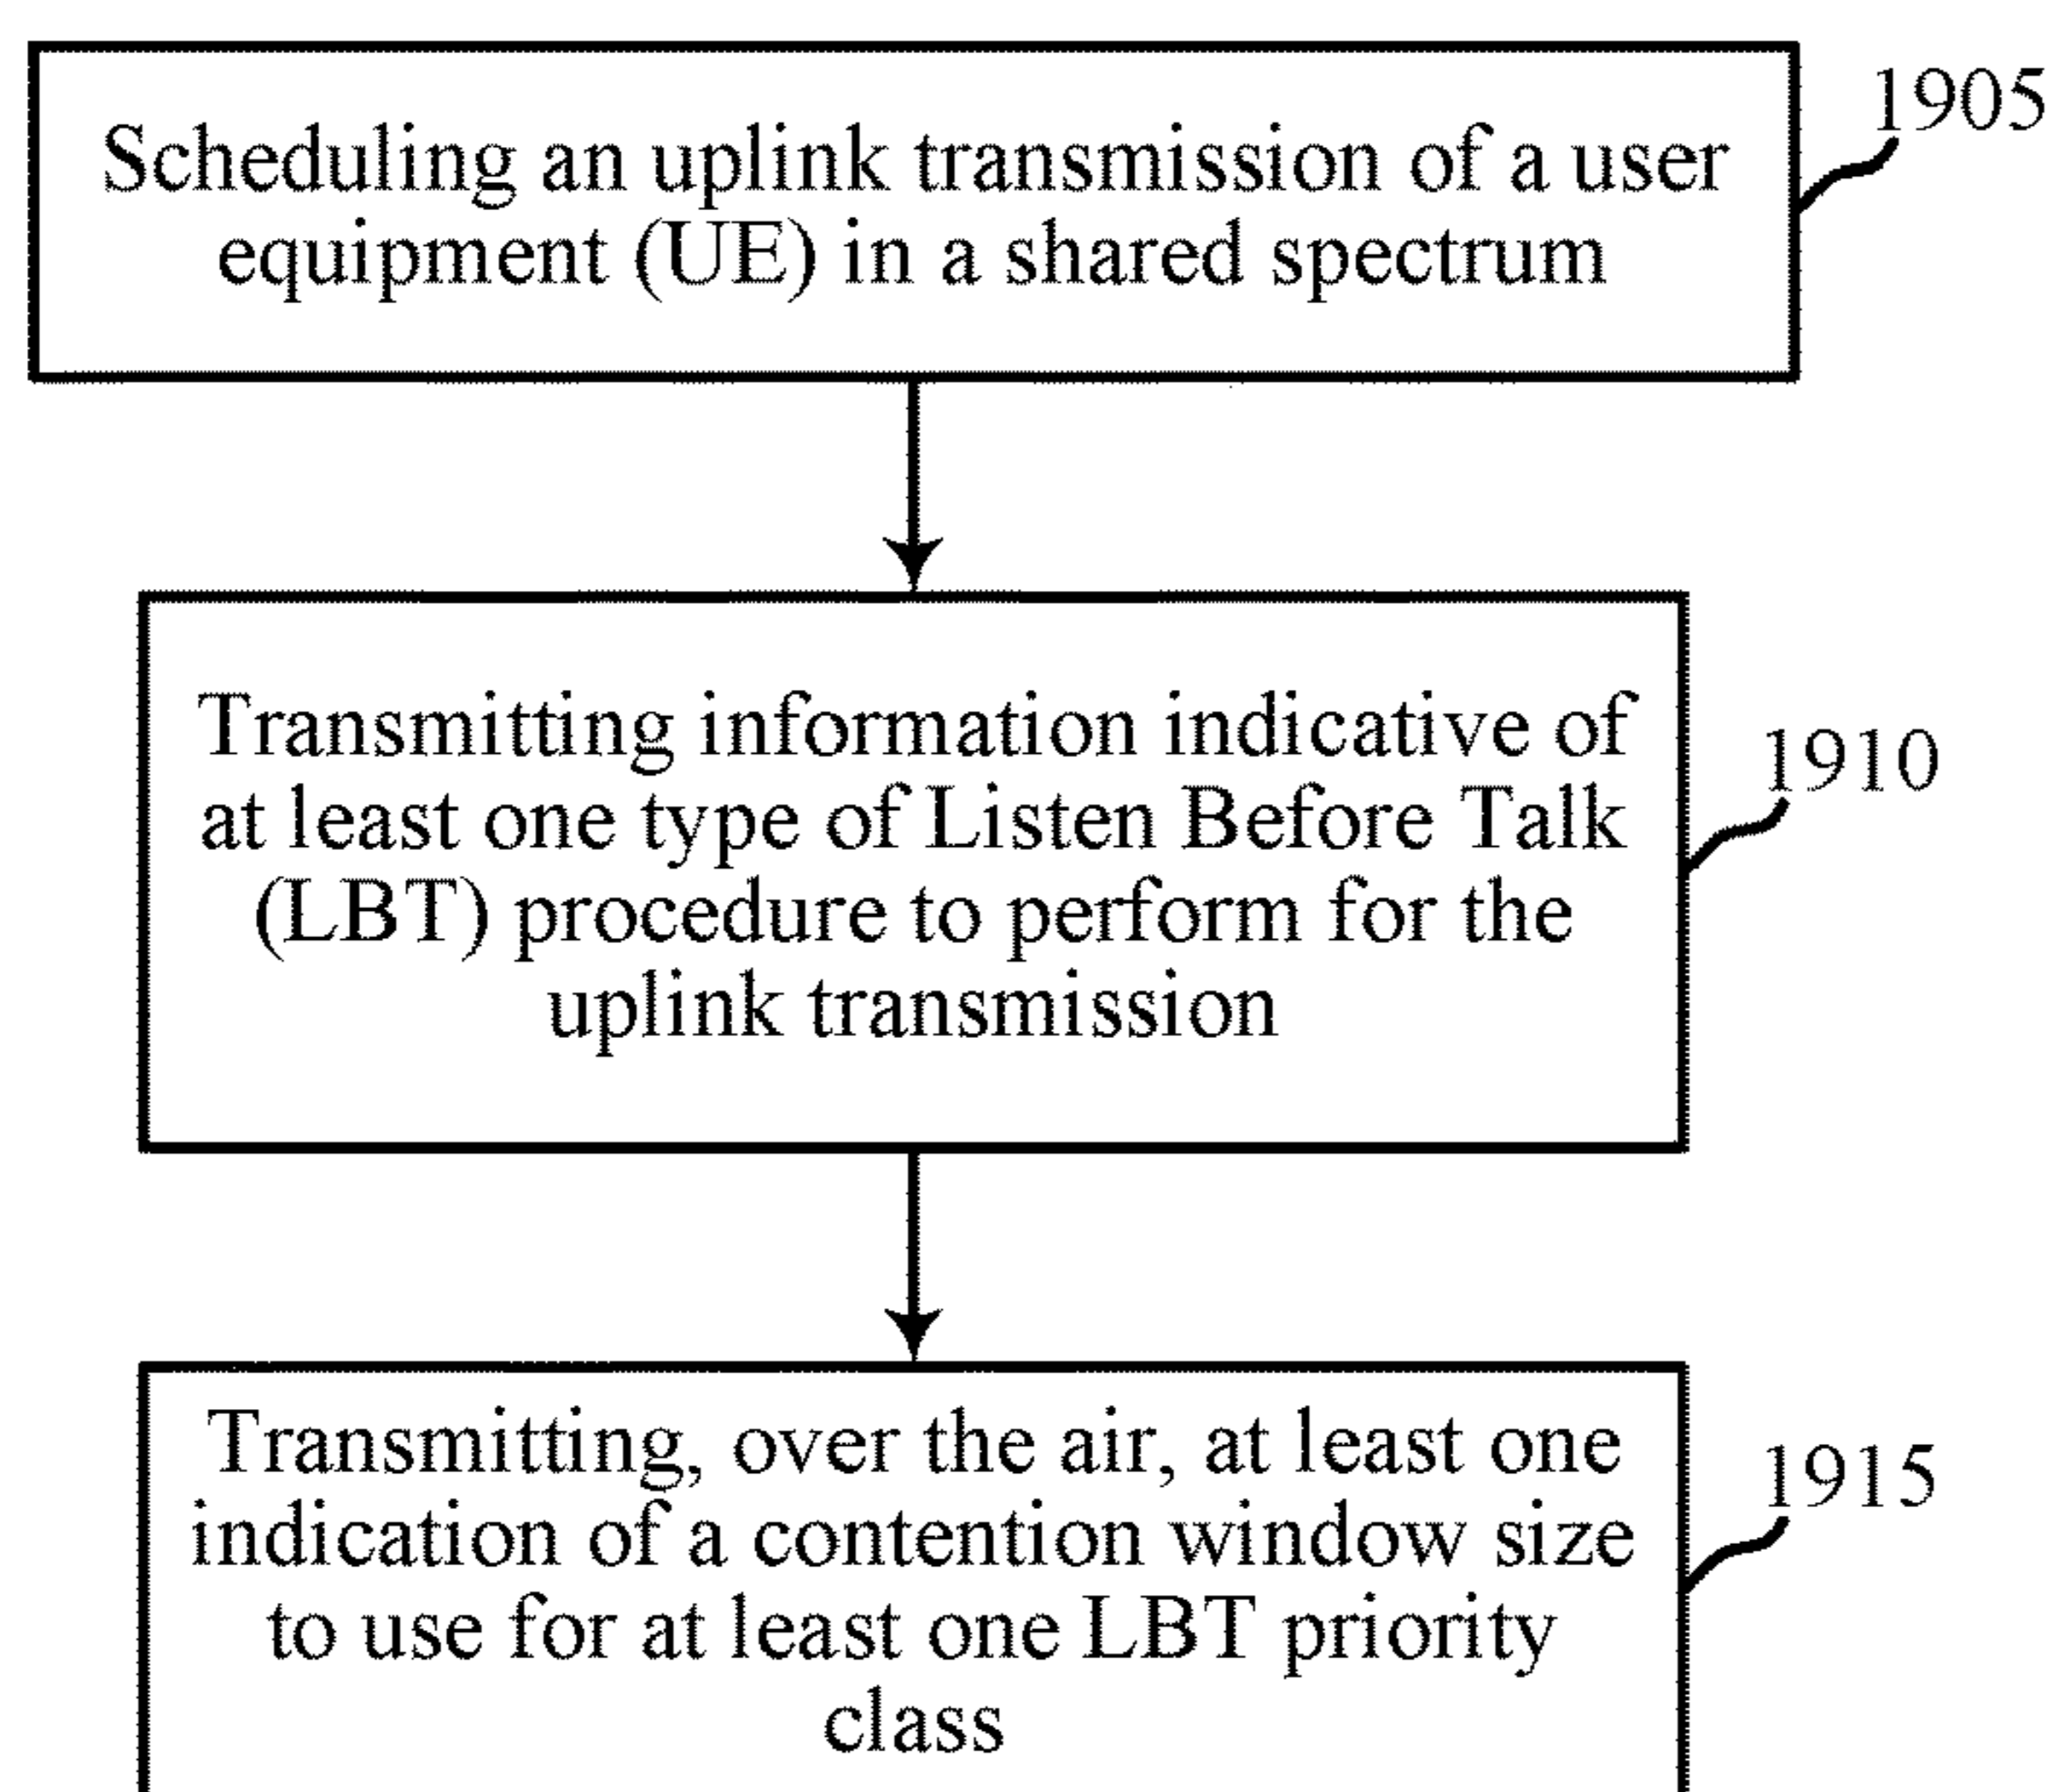 Scheduling an uplink transmission of a user
equipment (UE) in a shared spectrum
1905
Transmitting information indicative of
at least one type of Listen Before Talk
(LBT) procedure to perform for the
uplink transmission
1910
Transmitting, over the air, at least one
indication of a contention window size
to use for at least one LBT priority
class
1915